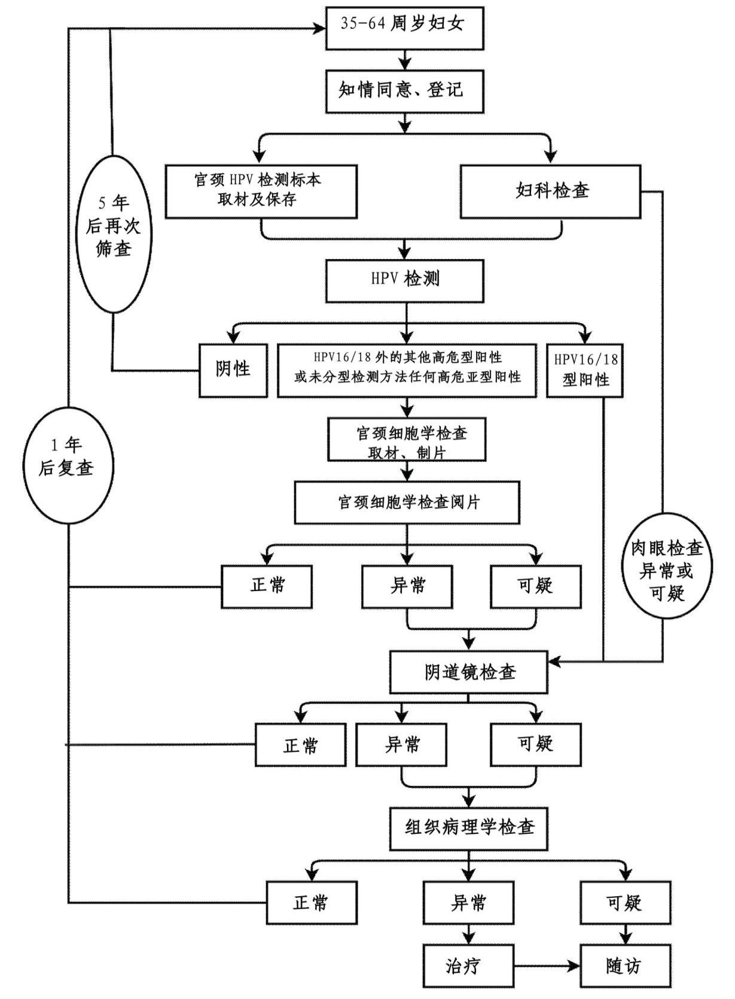 35-64 周岁妇女
知情同意、登记
宫颈 HPV 检测标本
取材及保存
妇科检查
5 年
后再次
筛查
HPV 检测
阴性
HPV16/18 外的其他高危型阳性
或未分型检测方法任何高危亚型阳性
HPV16/18
型阳性
宫颈细胞学检查
取材、制片
1 年
后复查
宫颈细胞学检查阅片
肉眼检查
异常或
可疑
正常
异常
可疑
阴道镜检查
正常
异常
可疑
组织病理学检查
正常
异常
可疑
治疗
随访